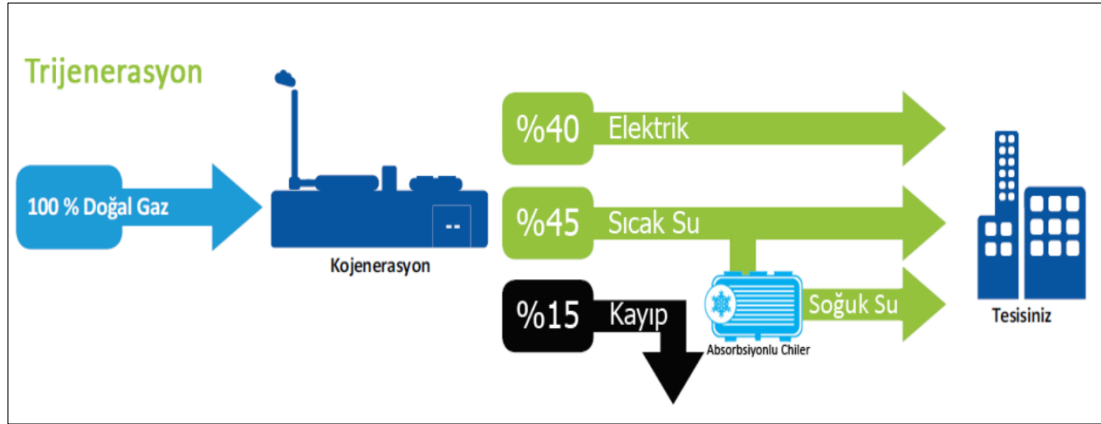 Trijenerasyon
100 % Doğal Gaz
Kojenerasyon
%40 Elektrik
%45 Sıcak Su
%15 Kayıp
Absorbsiyonlu Chiler
Soğuk Su
Tesisiniz